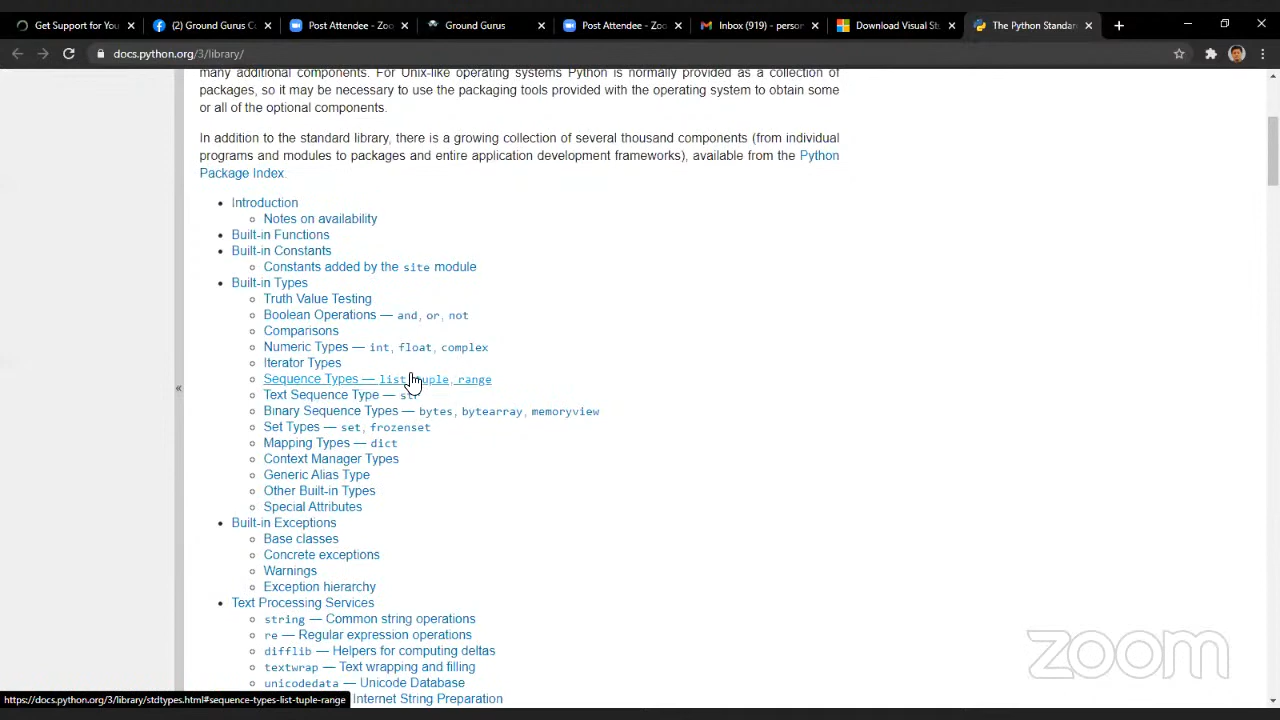 Get Support for You
(2) Ground Gurus C
Post Attendee - Zoo
Ground Gurus
Post Attendee - Zoo
Inbox (919) - person
Download Visual Stu
The Python Standar
docs.python.org/3/library/
many additional components. For Unix-like operating systems Python is normally provided as a collection of
packages, so it may be necessary to use the packaging tools provided with the operating system to obtain some
or all of the optional components.
In addition to the standard library, there is a growing collection of several thousand components (from individual
programs and modules to packages and entire application development frameworks), available from the Python
Package Index.
• Introduction
◦ Notes on availability
• Built-in Functions
• Built-in Constants
◦ Constants added by the site module
• Built-in Types
◦ Truth Value Testing
◦ Boolean Operations — and, or, not
◦ Comparisons
◦ Numeric Types — int, float, complex
◦ Iterator Types
◦ Sequence Types — list, tuple, range
◦ Text Sequence Type — str
◦ Binary Sequence Types — bytes, bytearray, memoryview
◦ Set Types — set, frozenset
◦ Mapping Types — dict
◦ Context Manager Types
◦ Generic Alias Type
◦ Other Built-in Types
◦ Special Attributes
• Built-in Exceptions
◦ Base classes
◦ Concrete exceptions
◦ Warnings
◦ Exception hierarchy
• Text Processing Services
◦ string — Common string operations
◦ re — Regular expression operations
◦ difflib — Helpers for computing deltas
◦ textwrap — Text wrapping and filling
◦ unicodedata — Unicode Database
Internet String Preparation
«
zoom
https://docs.python.org/3/library/stdtypes.html#sequence-types-list-tuple-range